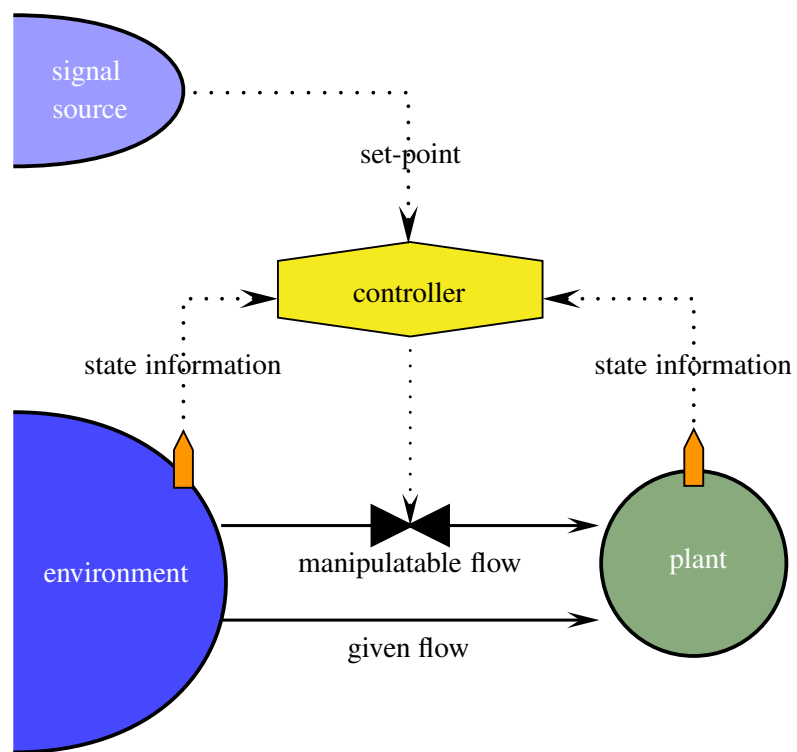 signal
source
set-point
controller
state information
state information
environment
manipulatable flow
plant
given flow